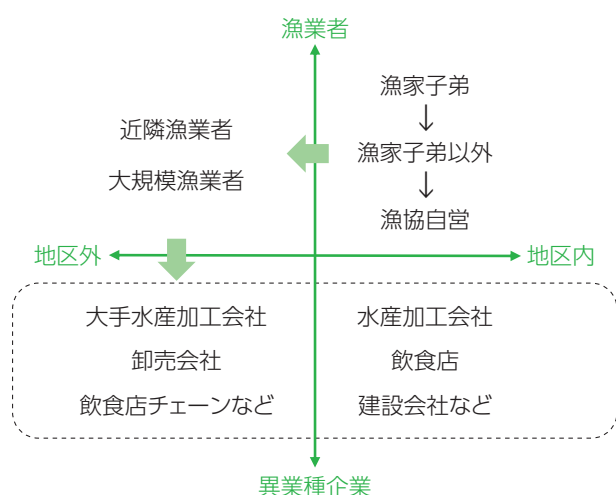 漁業者
漁家子弟
近隣漁業者
漁家子弟以外
大規模漁業者
漁協自営
地区外
地区内
大手水産加工会社
水産加工会社
卸売会社
飲食店
飲食店チェーンなど
建設会社など
異業種企業